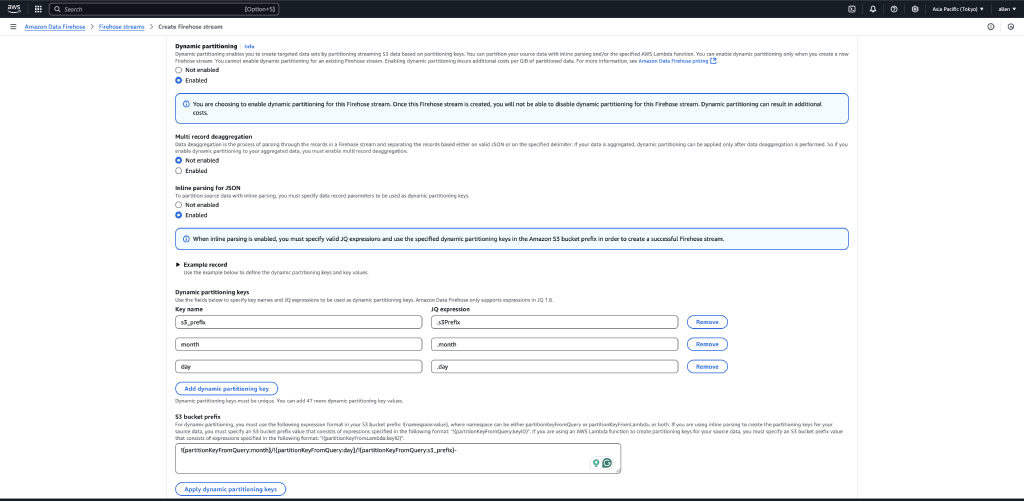 aws
Search
[Option+S]
Asia Pacific (Tokyo)
allen
Amazon Data Firehose > Firehose streams > Create Firehose stream
Dynamic partitioning Info
Dynamic partitioning enables you to create targeted data sets by partitioning streaming S3 data based on partitioning keys. You can partition your source data with inline parsing and/or the specified AWS Lambda function. You can enable dynamic partitioning only when you create a new
Firehose stream. You cannot enable dynamic partitioning for an existing Firehose stream. Enabling dynamic partitioning incurs additional costs per GiB of partitioned data. For more information, see Amazon Data Firehose pricing
Not enabled
Enabled
You are choosing to enable dynamic partitioning for this Firehose stream. Once this Firehose stream is created, you will not be able to disable dynamic partitioning for this Firehose stream. Dynamic partitioning can result in additional
costs.
Multi record deaggregation
Data deaggregation is the process of parsing through the records in a Firehose stream and separating the records based either on valid JSON or on the specified delimiter. If your data is aggregated, dynamic partitioning can be applied only after data deaggregation is performed. So if you
enable dynamic partitioning to your aggregated data, you must enable multi record deaggregation.
Not enabled
Enabled
Inline parsing for JSON
To partition source data with inline parsing, you must specify data record parameters to be used as dynamic partitioning keys.
Not enabled
Enabled
When inline parsing is enabled, you must specify valid JQ expressions and use the specified dynamic partitioning keys in the Amazon S3 bucket prefix in order to create a successful Firehose stream.
Example record
Use the example below to define the dynamic partitioning keys and key values.
Dynamic partitioning keys
Use the fields below to specify key names and JQ expressions to be used as dynamic partitioning keys. Amazon Data Firehose only supports expressions in JQ 1.6.
Key name JQ expression
s3_prefix .s3Prefix Remove
month .month Remove
day .day Remove
Add dynamic partitioning key
Dynamic partitioning keys must be unique. You can add 47 more dynamic partitioning key values.
S3 bucket prefix
For dynamic partitioning, you must use the following expression format in your S3 bucket prefix: !{namespace:value}, where namespace can be either partitionKeyFromQuery or partitionKeyFromLambda, or both. If you are using inline parsing to create the partitioning keys for your
source data, you must specify an S3 bucket prefix value that consists of expressions specified in the following format: "!{partitionKeyFromQuery:keyID}". If you are using an AWS Lambda function to create partitioning keys for your source data, you must specify an S3 bucket prefix value
that consists of expressions specified in the following format: "!{partitionKeyFromLambda:keyID}".
!{partitionKeyFromQuery:month}/!{partitionKeyFromQuery:day}/!{partitionKeyFromQuery:s3_prefix}-
Apply dynamic partitioning keys